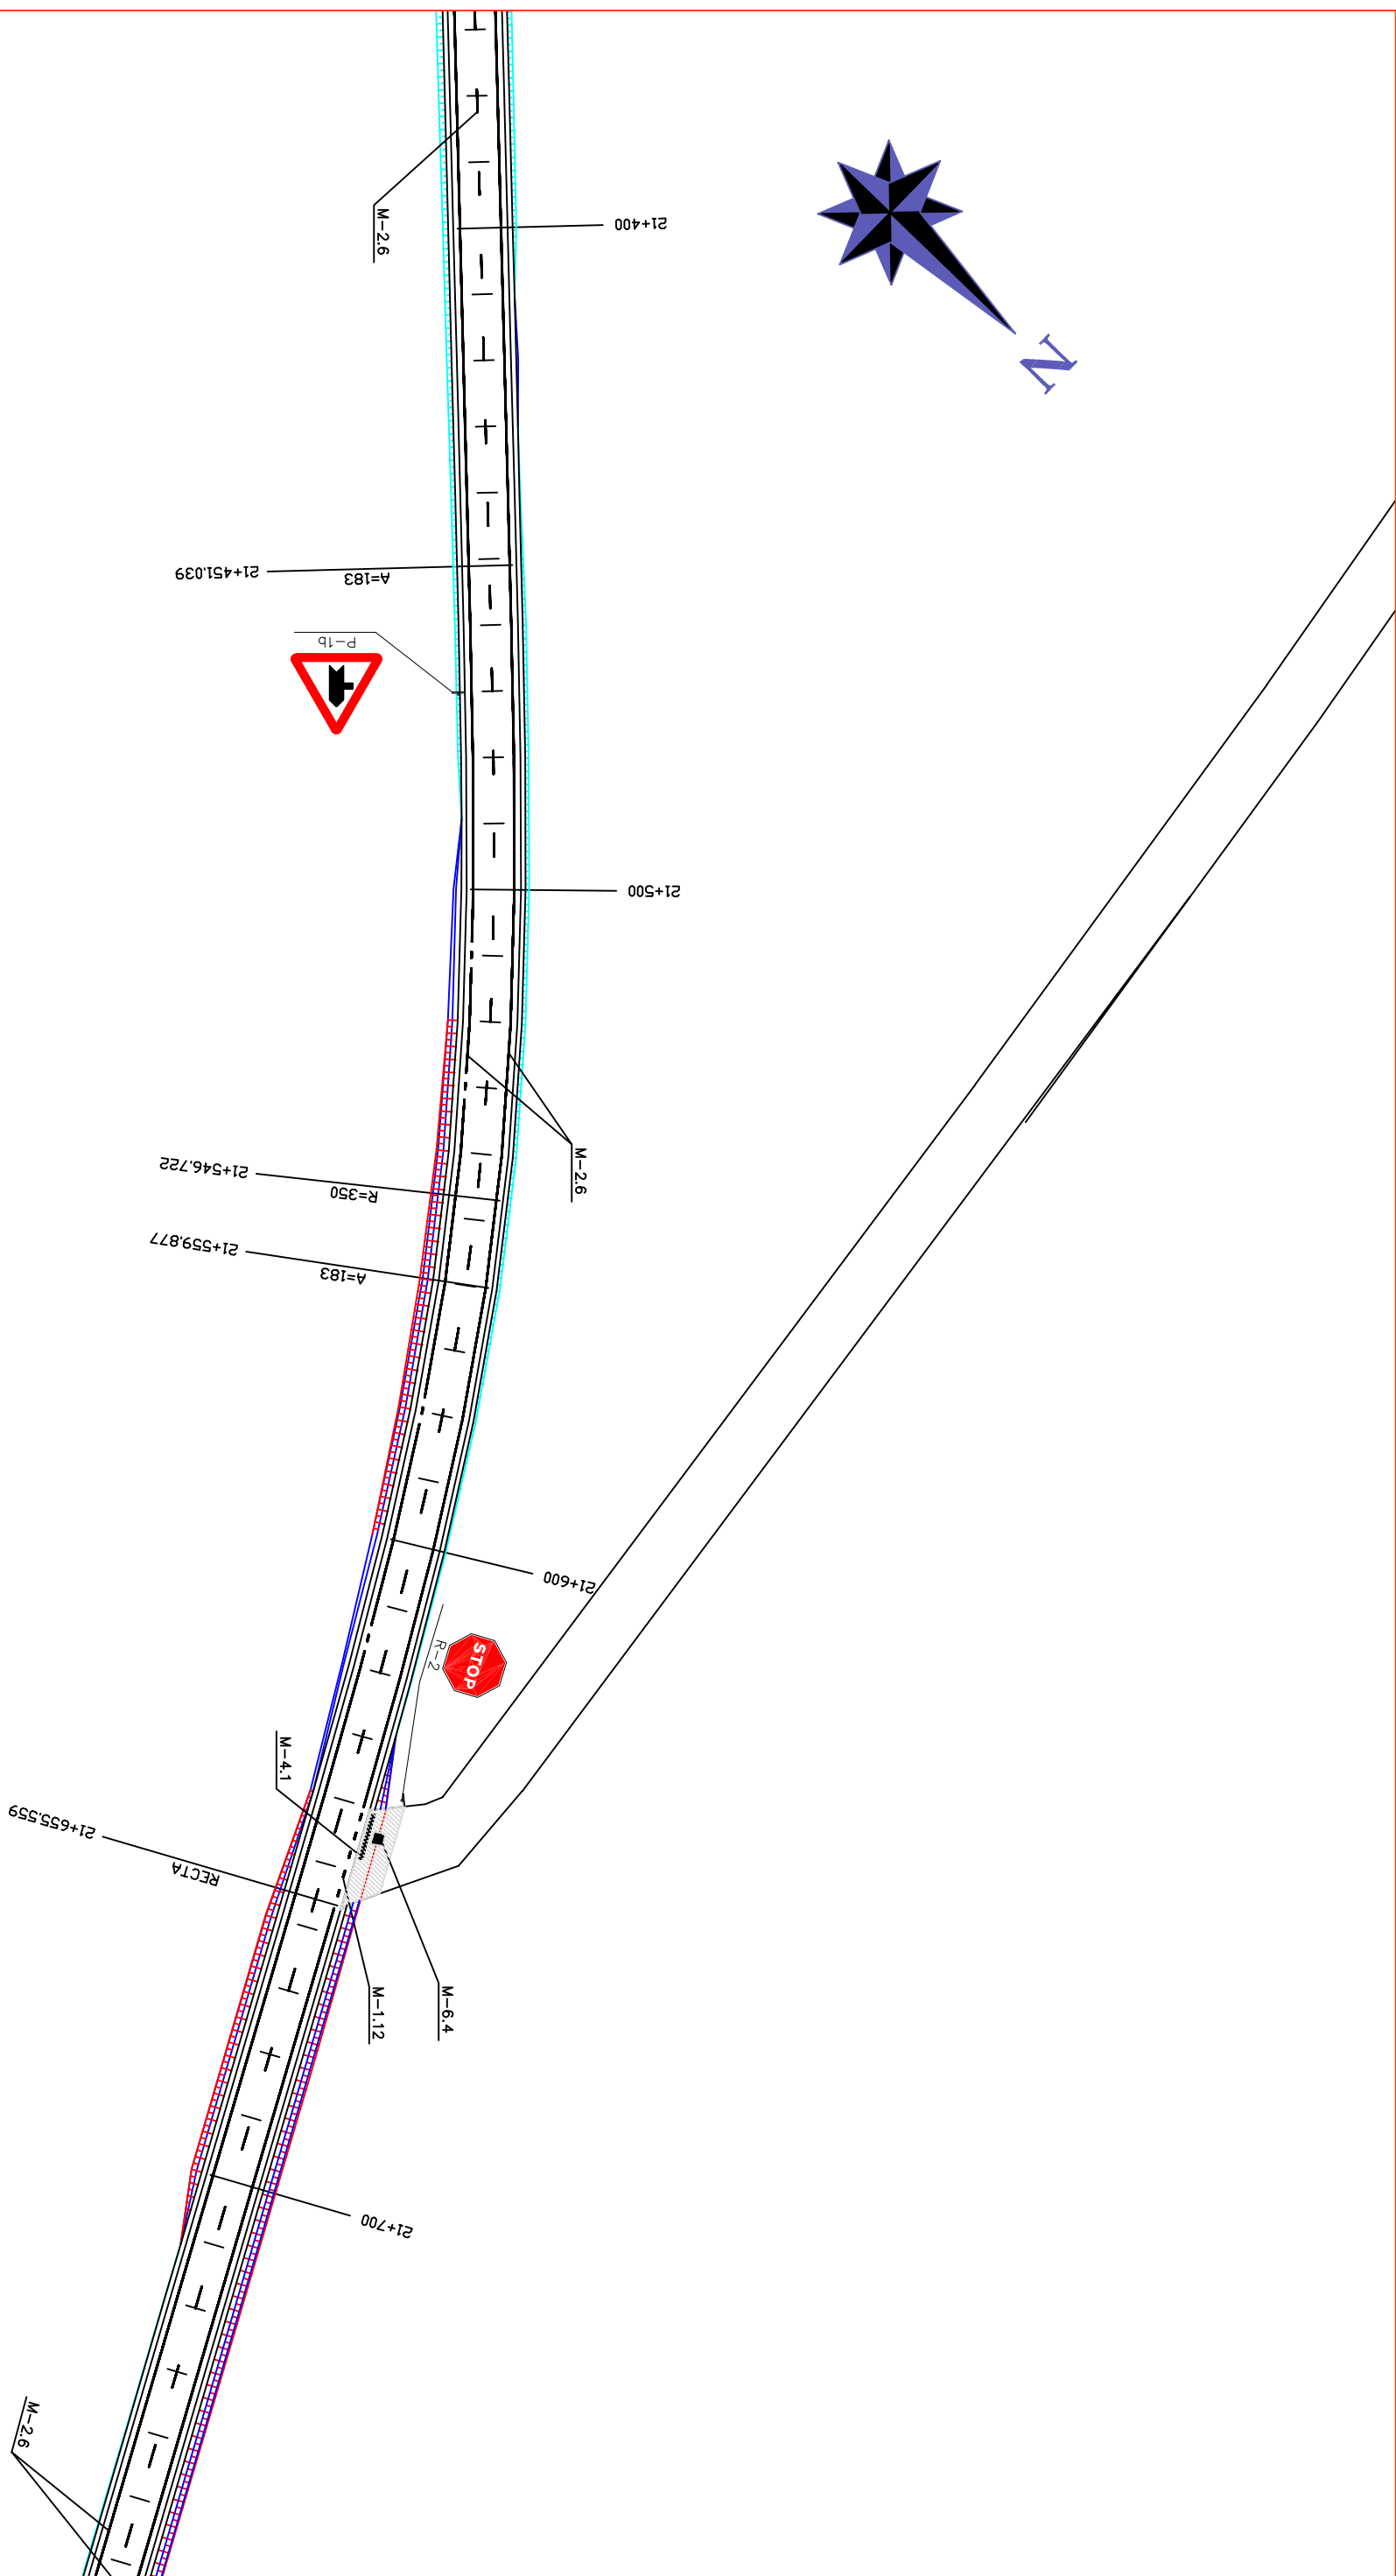 M-2.6
21+400
N
21+451.039
A=183
P-1b
21+500
M-2.6
21+546.722
R=350
21+559.877
A=183
21+600
R-2
STOP
M-4.1
21+655.559
RECTA
M-6.4
M-1.12
21+700
M-2.6